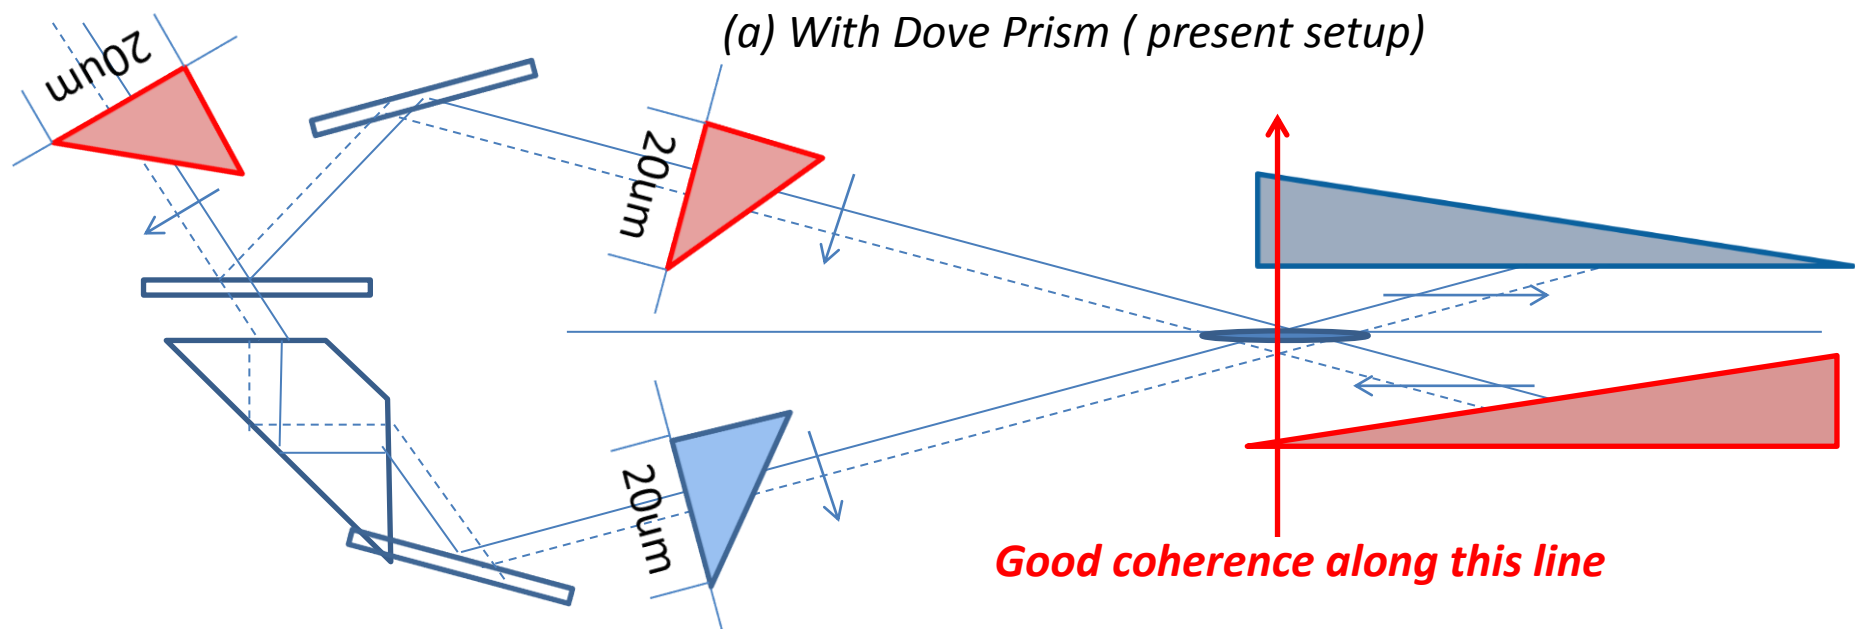 (a) With Dove Prism ( present setup)
20um
20um
20um
Good coherence along this line